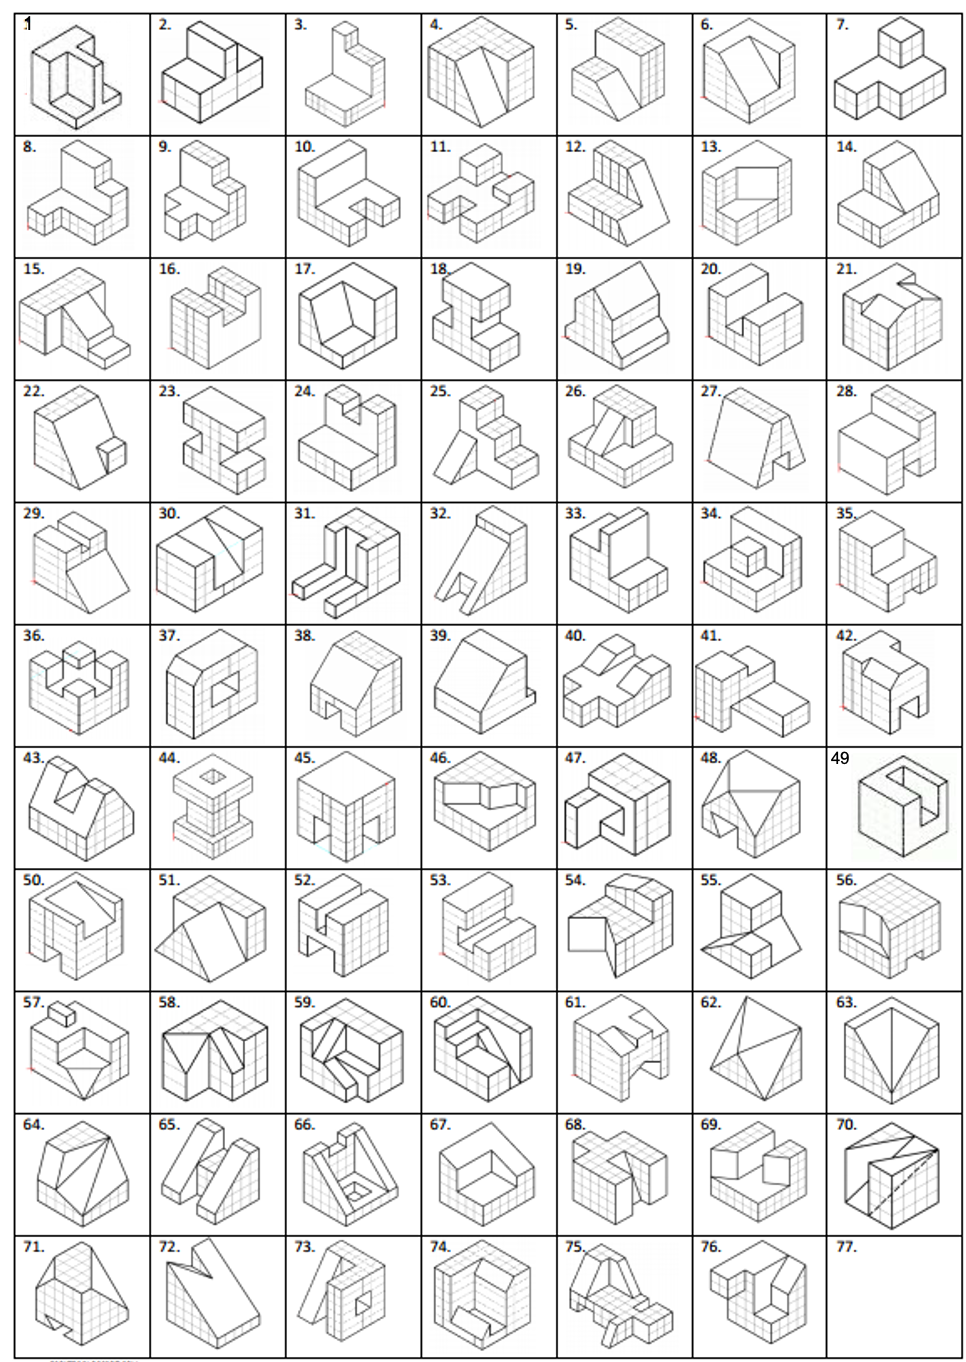 1 2. 3. 4. 5. 6. 7.
8. 9. 10. 11. 12. 13. 14.
15. 16. 17. 18. 19. 20. 21.
22. 23. 24. 25. 26. 27. 28.
29. 30. 31. 32. 33. 34. 35.
36. 37. 38. 39. 40. 41. 42.
43. 44. 45. 46. 47. 48. 49
50. 51. 52. 53. 54. 55. 56.
57. 58. 59. 60. 61. 62. 63.
64. 65. 66. 67. 68. 69. 70.
71. 72. 73. 74. 75. 76. 77.